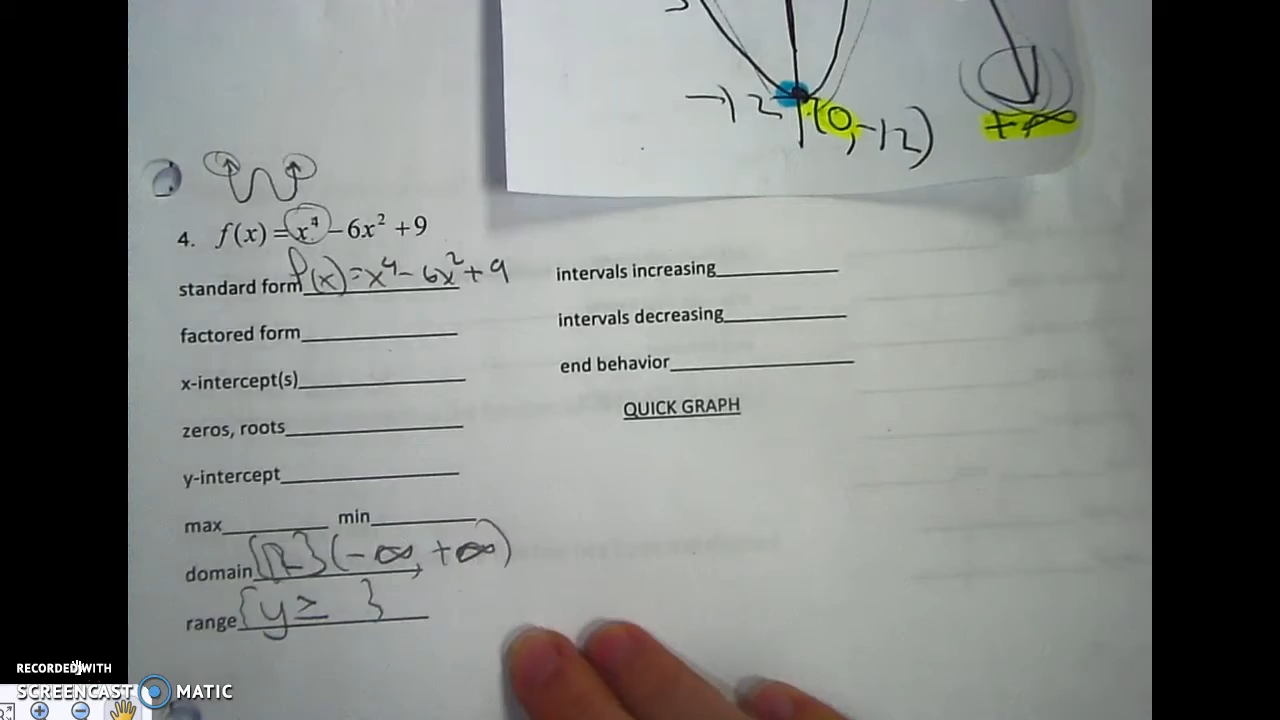 5
-12 (0, -12)
+∞
4. f(x) = x⁴ - 6x² + 9
standard form f(x) = x⁴ - 6x² + 9
factored form
x-intercept(s)
zeros, roots
y-intercept
max min
domain {R} (-∞, +∞)
range {y ≥ }
intervals increasing
intervals decreasing
end behavior
QUICK GRAPH
RECORDED WITH
SCREENCAST MATIC